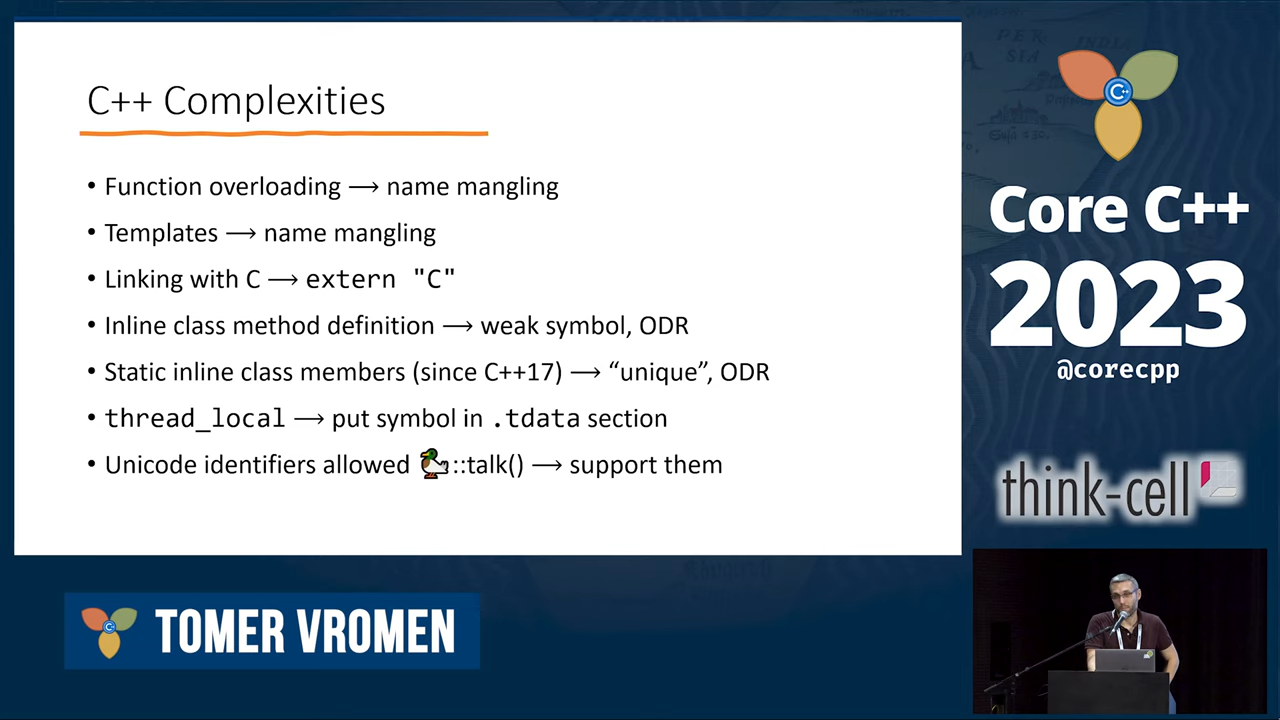 C++ Complexities
• Function overloading ⟶ name mangling
• Templates ⟶ name mangling
• Linking with C ⟶ extern "C"
• Inline class method definition ⟶ weak symbol, ODR
• Static inline class members (since C++17) ⟶ “unique”, ODR
• thread_local ⟶ put symbol in .tdata section
• Unicode identifiers allowed 🦆::talk() ⟶ support them
C++
Core C++
2023
@corecpp
think-cell
TOMER VROMEN
PERSIA
INDIA